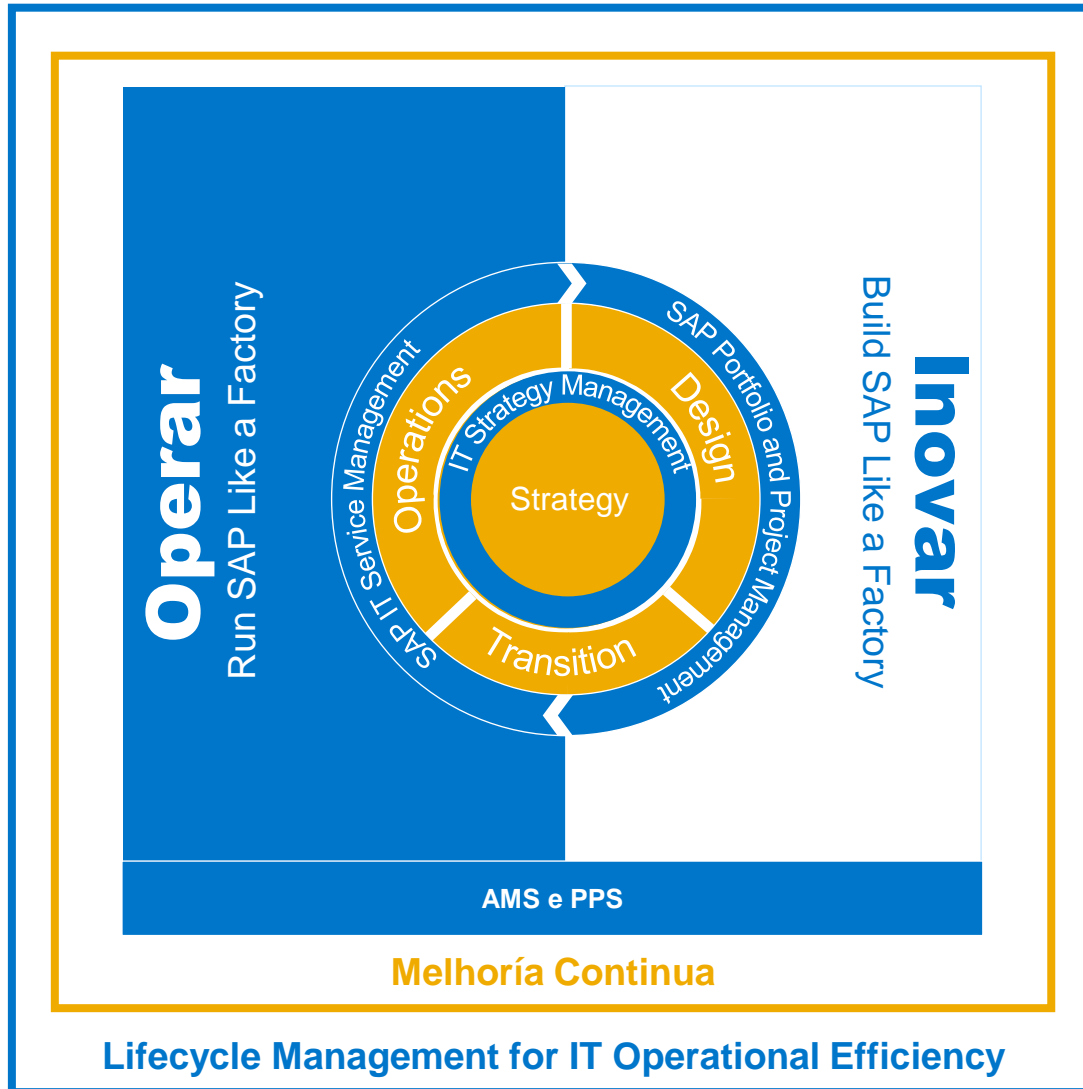 Operar
Run SAP Like a Factory
SAP IT Service Management
Operations
IT Strategy Management
Strategy
Design
Transition
SAP Portfolio and Project Management
Build SAP Like a Factory
Inovar
AMS e PPS
Melhoría Continua
Lifecycle Management for IT Operational Efficiency